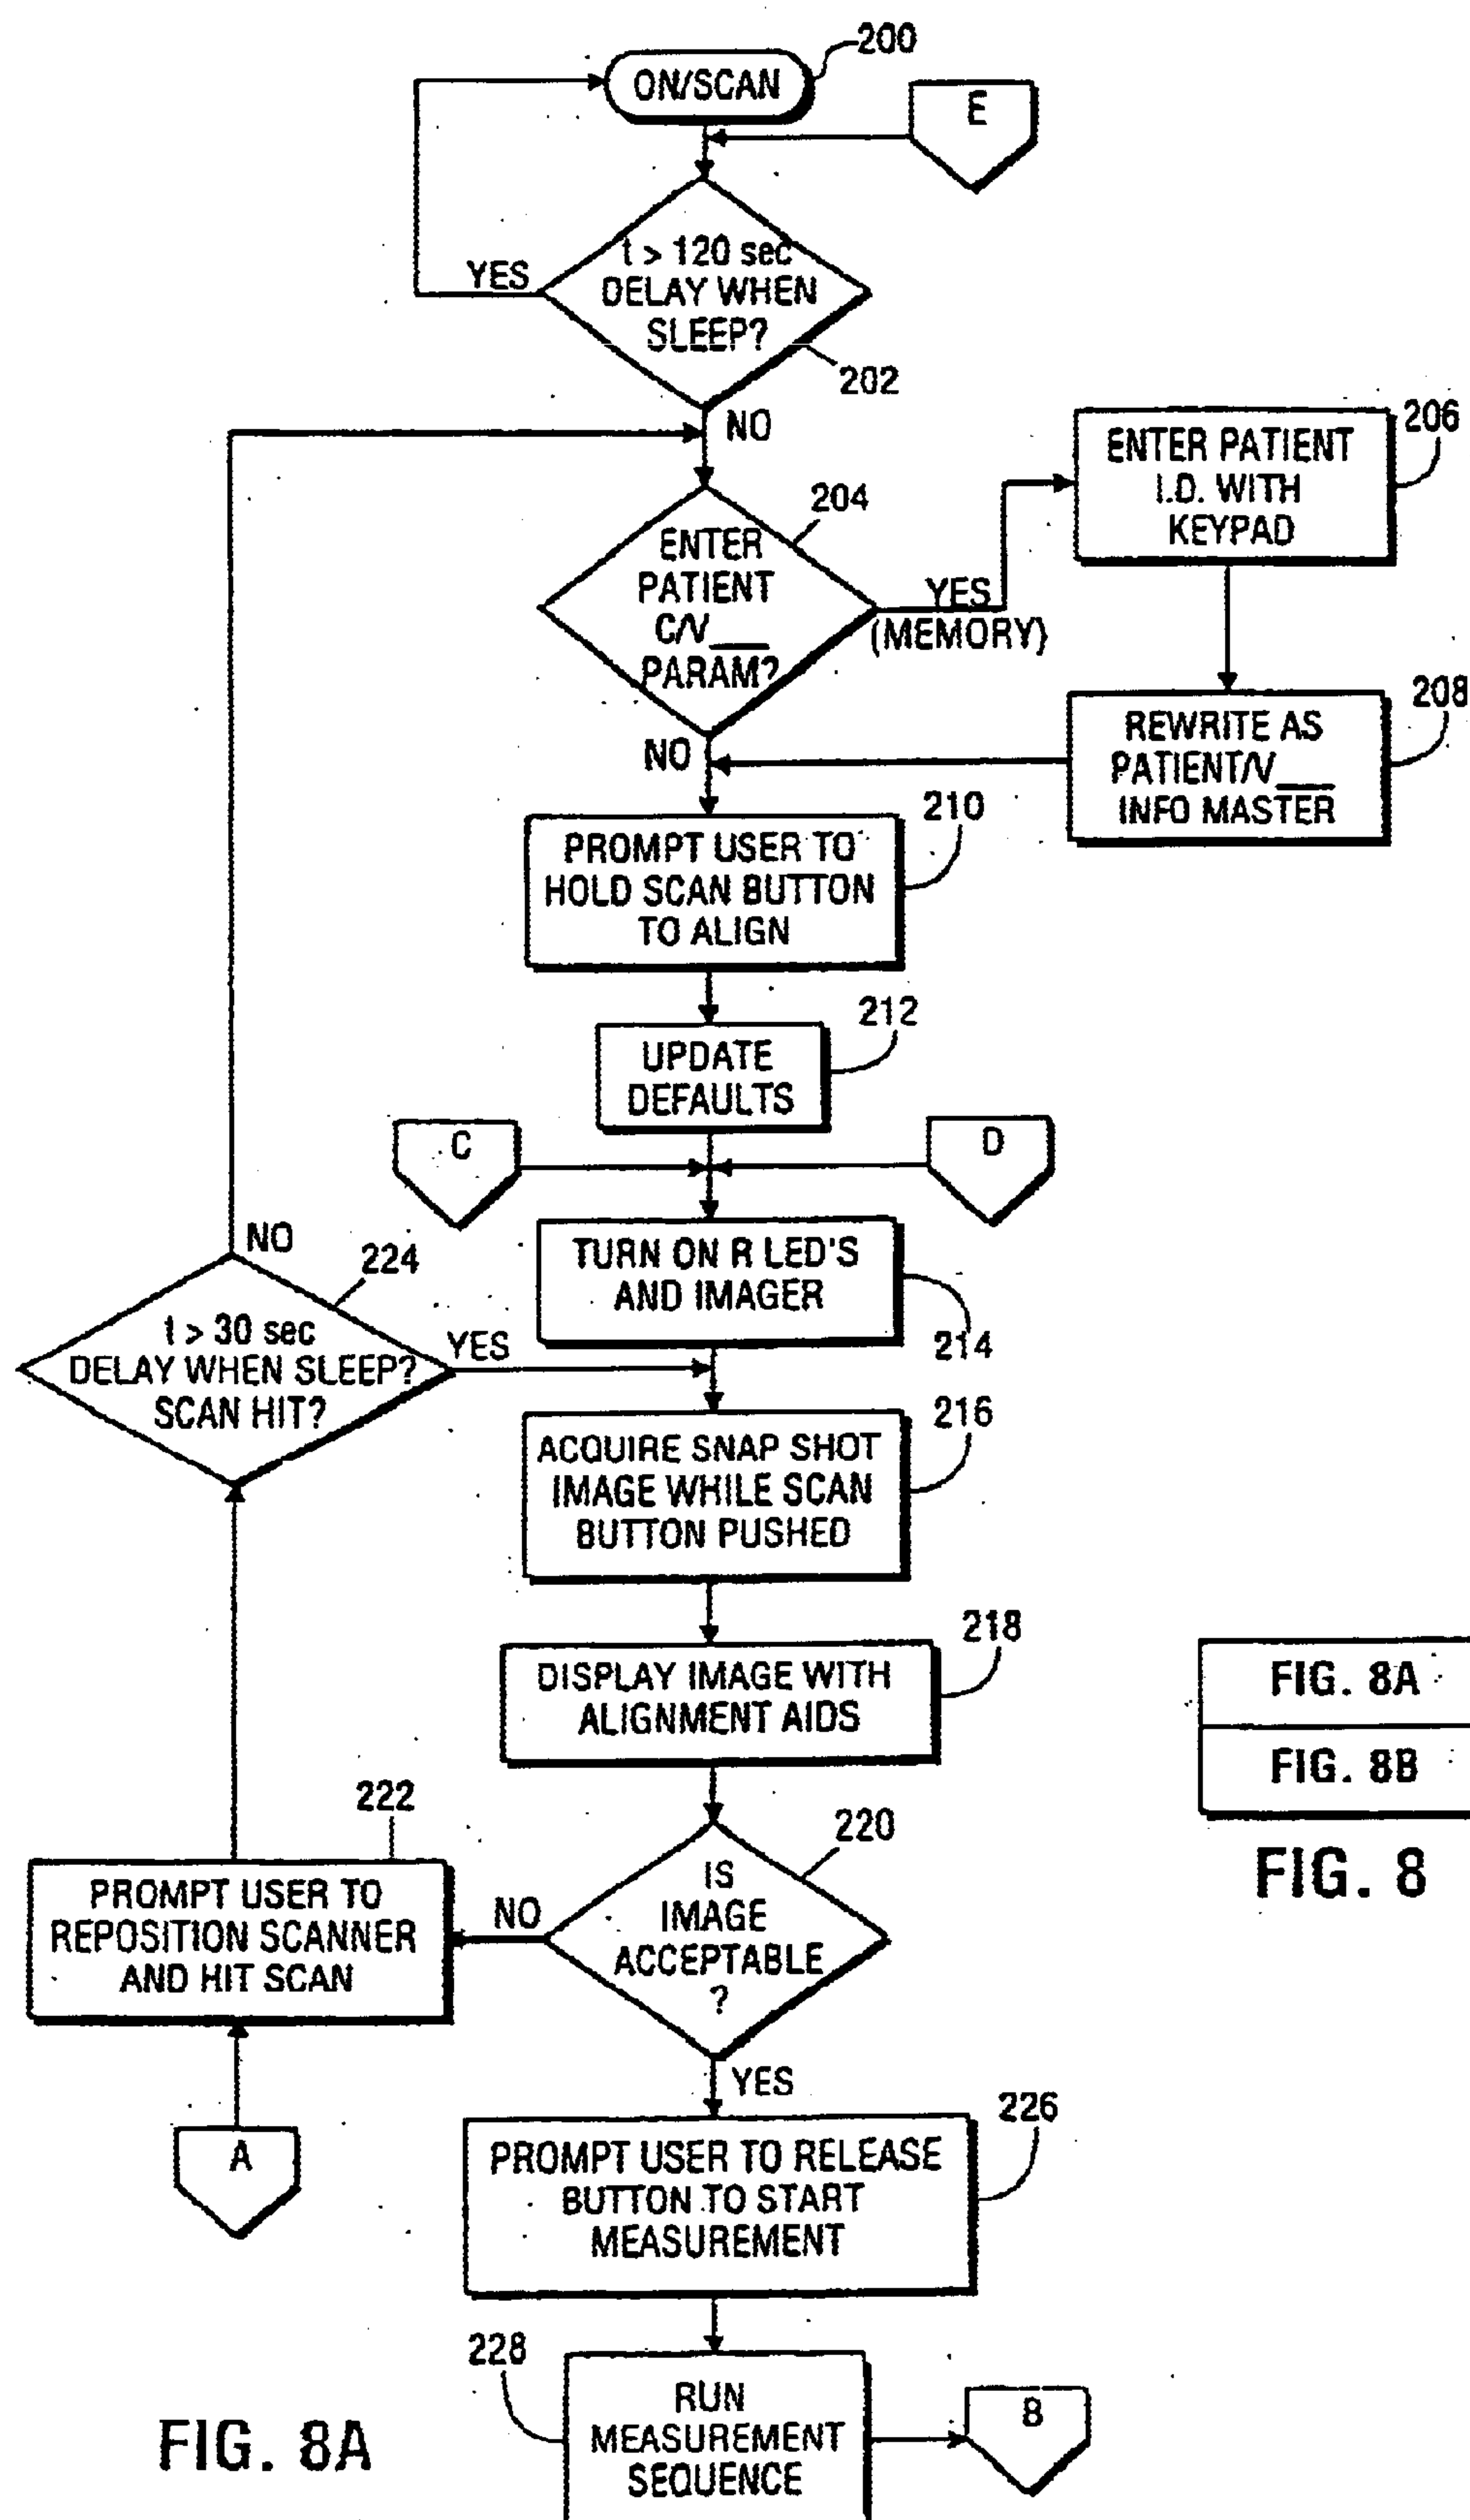 200
ON/SCAN
E
t > 120 sec
DELAY WHEN
SLEEP?
YES
202
NO
204
ENTER
PATIENT
C/V___
PARAM?
YES
(MEMORY)
206
ENTER PATIENT
I.D. WITH
KEYPAD
208
REWRITE AS
PATIENT/V___
INFO MASTER
NO
210
PROMPT USER TO
HOLD SCAN BUTTON
TO ALIGN
212
UPDATE
DEFAULTS
C
D
TURN ON R LED'S
AND IMAGER
214
NO
224
t > 30 sec
DELAY WHEN SLEEP?
SCAN HIT?
YES
216
ACQUIRE SNAP SHOT
IMAGE WHILE SCAN
BUTTON PUSHED
218
DISPLAY IMAGE WITH
ALIGNMENT AIDS
FIG. 8A
FIG. 8B
FIG. 8
220
IS
IMAGE
ACCEPTABLE
?
NO
222
PROMPT USER TO
REPOSITION SCANNER
AND HIT SCAN
A
YES
226
PROMPT USER TO RELEASE
BUTTON TO START
MEASUREMENT
228
RUN
MEASUREMENT
SEQUENCE
B
FIG. 8A